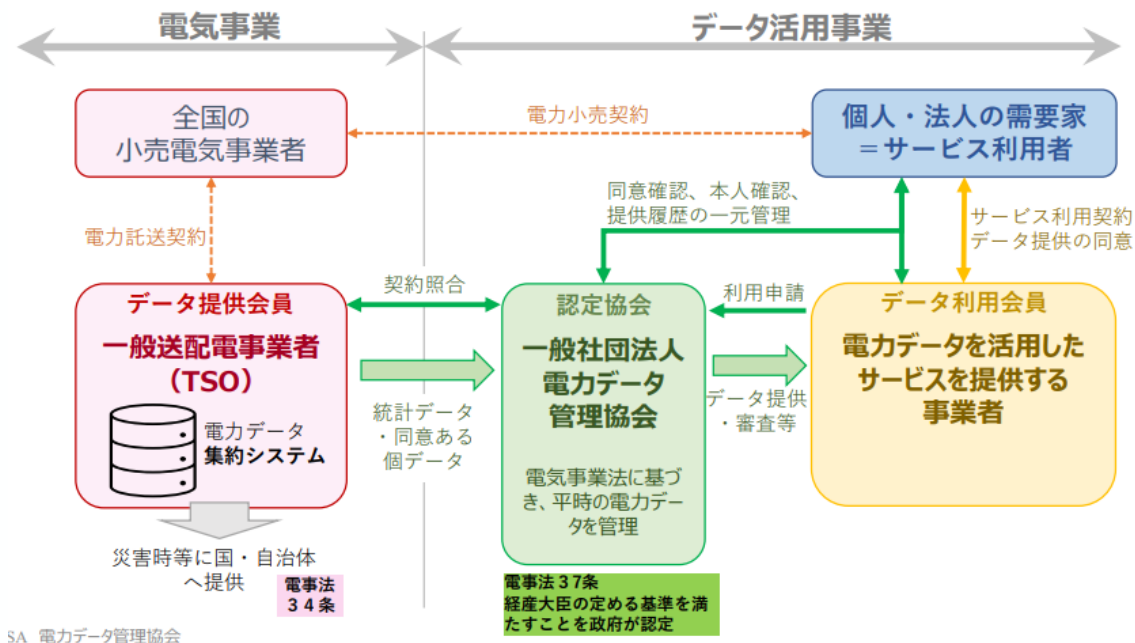 電気事業
データ活用事業
全国の
小売電気事業者
電力小売契約
個人・法人の需要家
＝サービス利用者
電力託送契約
同意確認、本人確認、
提供履歴の一元管理
サービス利用契約
データ提供の同意
データ提供会員
一般送配電事業者
（TSO）
電力データ
集約システム
契約照合
統計データ
・同意ある
個データ
認定協会
一般社団法人
電力データ
管理協会
電気事業法に基づ
き、平時の電力デー
タを管理
利用申請
データ提供
・審査等
データ利用会員
電力データを活用した
サービスを提供する
事業者
災害時等に国・自治体
へ提供
電事法
３４条
電事法３７条
経産大臣の定める基準を満
たすことを政府が認定
SA 電力データ管理協会